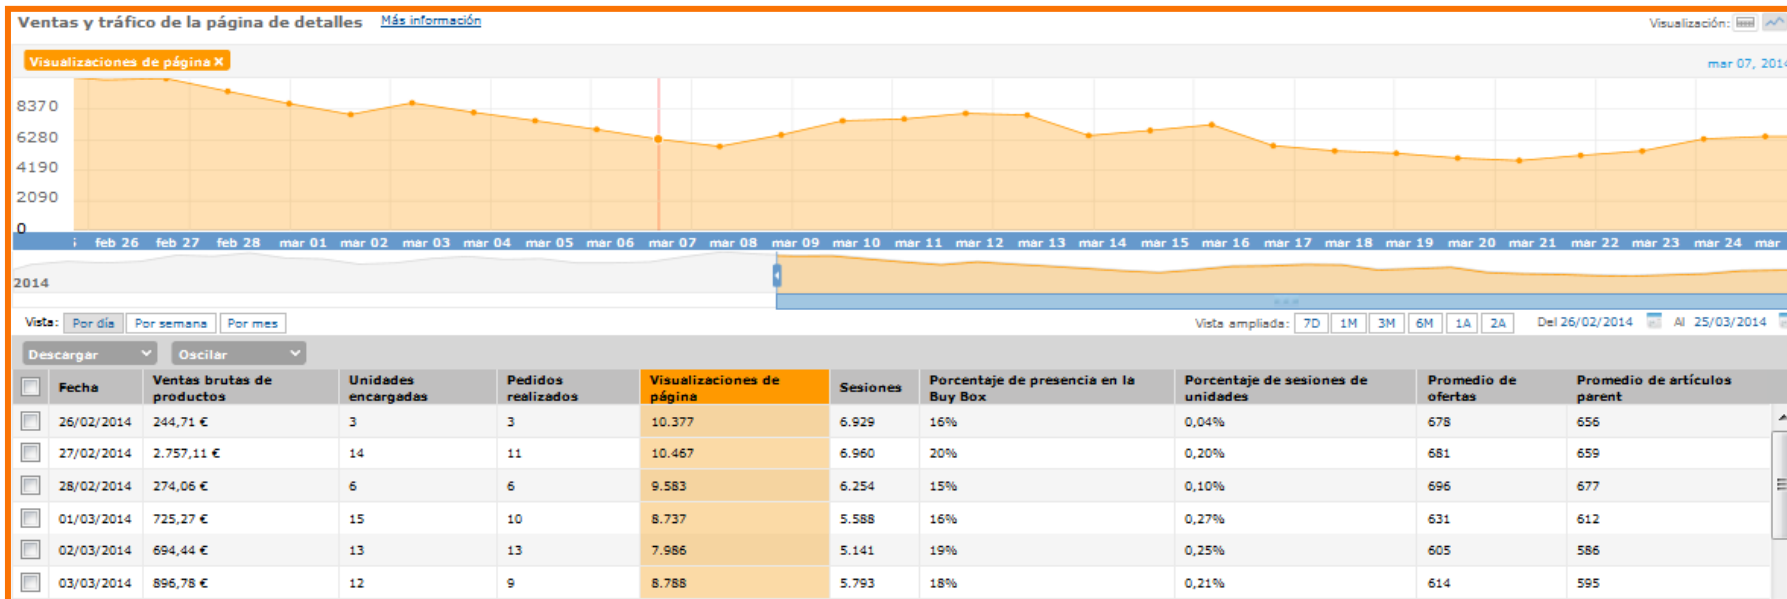 Ventas y tráfico de la página de detalles Más información Visualización:
Visualizaciones de página x mar 07, 2014
8370
6280
4190
2090
0
feb 26 feb 27 feb 28 mar 01 mar 02 mar 03 mar 04 mar 05 mar 06 mar 07 mar 08 mar 09 mar 10 mar 11 mar 12 mar 13 mar 14 mar 15 mar 16 mar 17 mar 18 mar 19 mar 20 mar 21 mar 22 mar 23 mar 24 mar
2014
Vista: Por día Por semana Por mes Vista ampliada: 7D 1M 3M 6M 1A 2A Del 26/02/2014 Al 25/03/2014
Descargar Oscilar
Fecha Ventas brutas de productos Unidades encargadas Pedidos realizados Visualizaciones de página Sesiones Porcentaje de presencia en la Buy Box Porcentaje de sesiones de unidades Promedio de ofertas Promedio de artículos parent
26/02/2014 244,71 € 3 3 10.377 6.929 16% 0,04% 678 656
27/02/2014 2.757,11 € 14 11 10.467 6.960 20% 0,20% 681 659
28/02/2014 274,06 € 6 6 9.583 6.254 15% 0,10% 696 677
01/03/2014 725,27 € 15 10 8.737 5.588 16% 0,27% 631 612
02/03/2014 694,44 € 13 13 7.986 5.141 19% 0,25% 605 586
03/03/2014 896,78 € 12 9 8.788 5.793 18% 0,21% 614 595